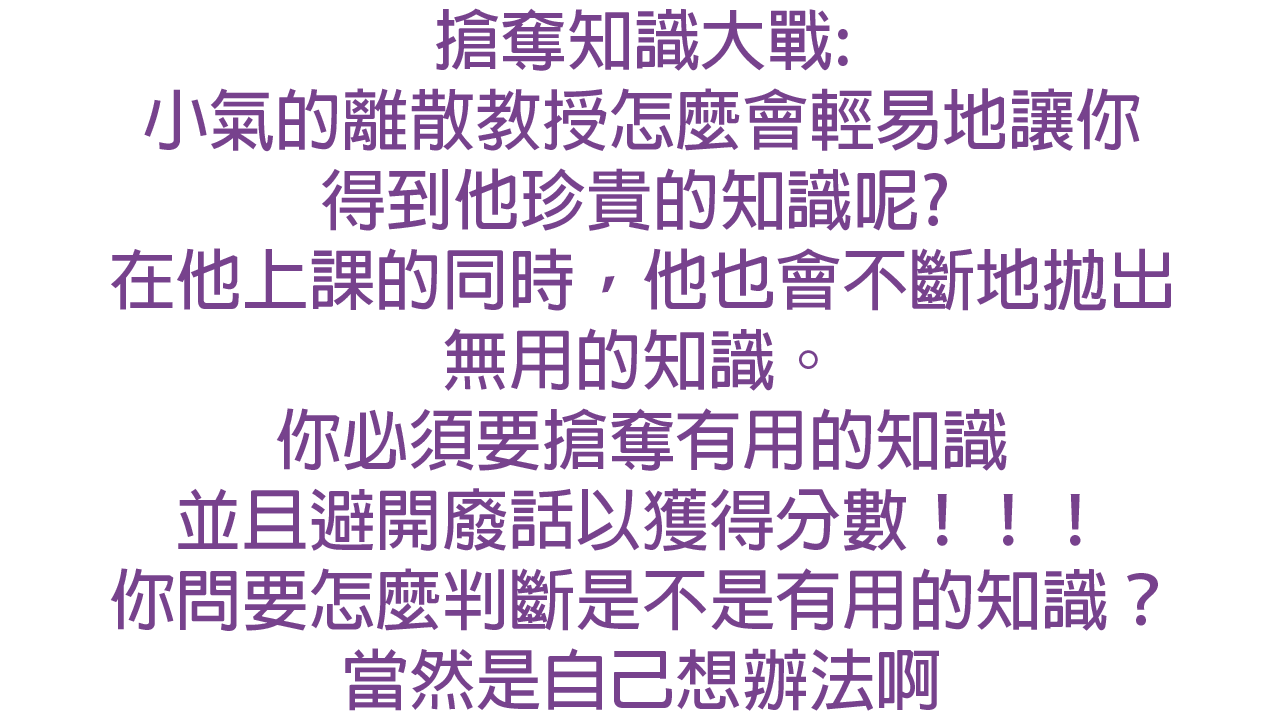 搶奪知識大戰:
小氣的離散教授怎麼會輕易地讓你
得到他珍貴的知識呢?
在他上課的同時，他也會不斷地拋出
無用的知識。
你必須要搶奪有用的知識
並且避開廢話以獲得分數！！！
你問要怎麼判斷是不是有用的知識？
當然是自己想辦法啊